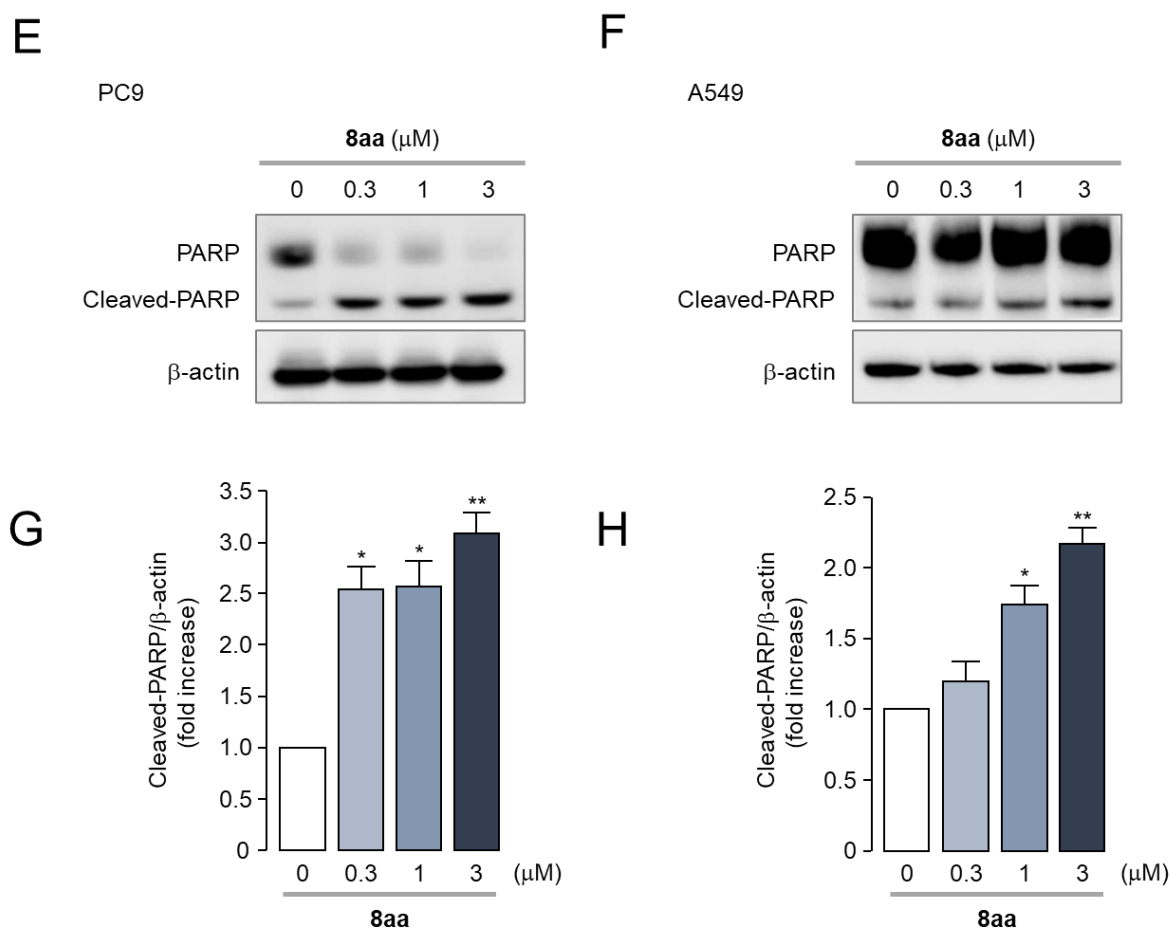 E
PC9
8aa (μM)
0 0.3 1 3
PARP
Cleaved-PARP
β-actin
F
A549
8aa (μM)
0 0.3 1 3
PARP
Cleaved-PARP
β-actin
G
Cleaved-PARP/β-actin
(fold increase)
3.5
3.0
2.5
2.0
1.5
1.0
0.5
0
* * **
0 0.3 1 3 (μM)
8aa
H
Cleaved-PARP/β-actin
(fold increase)
2.5
2.0
1.5
1.0
0.5
0
* **
0 0.3 1 3 (μM)
8aa